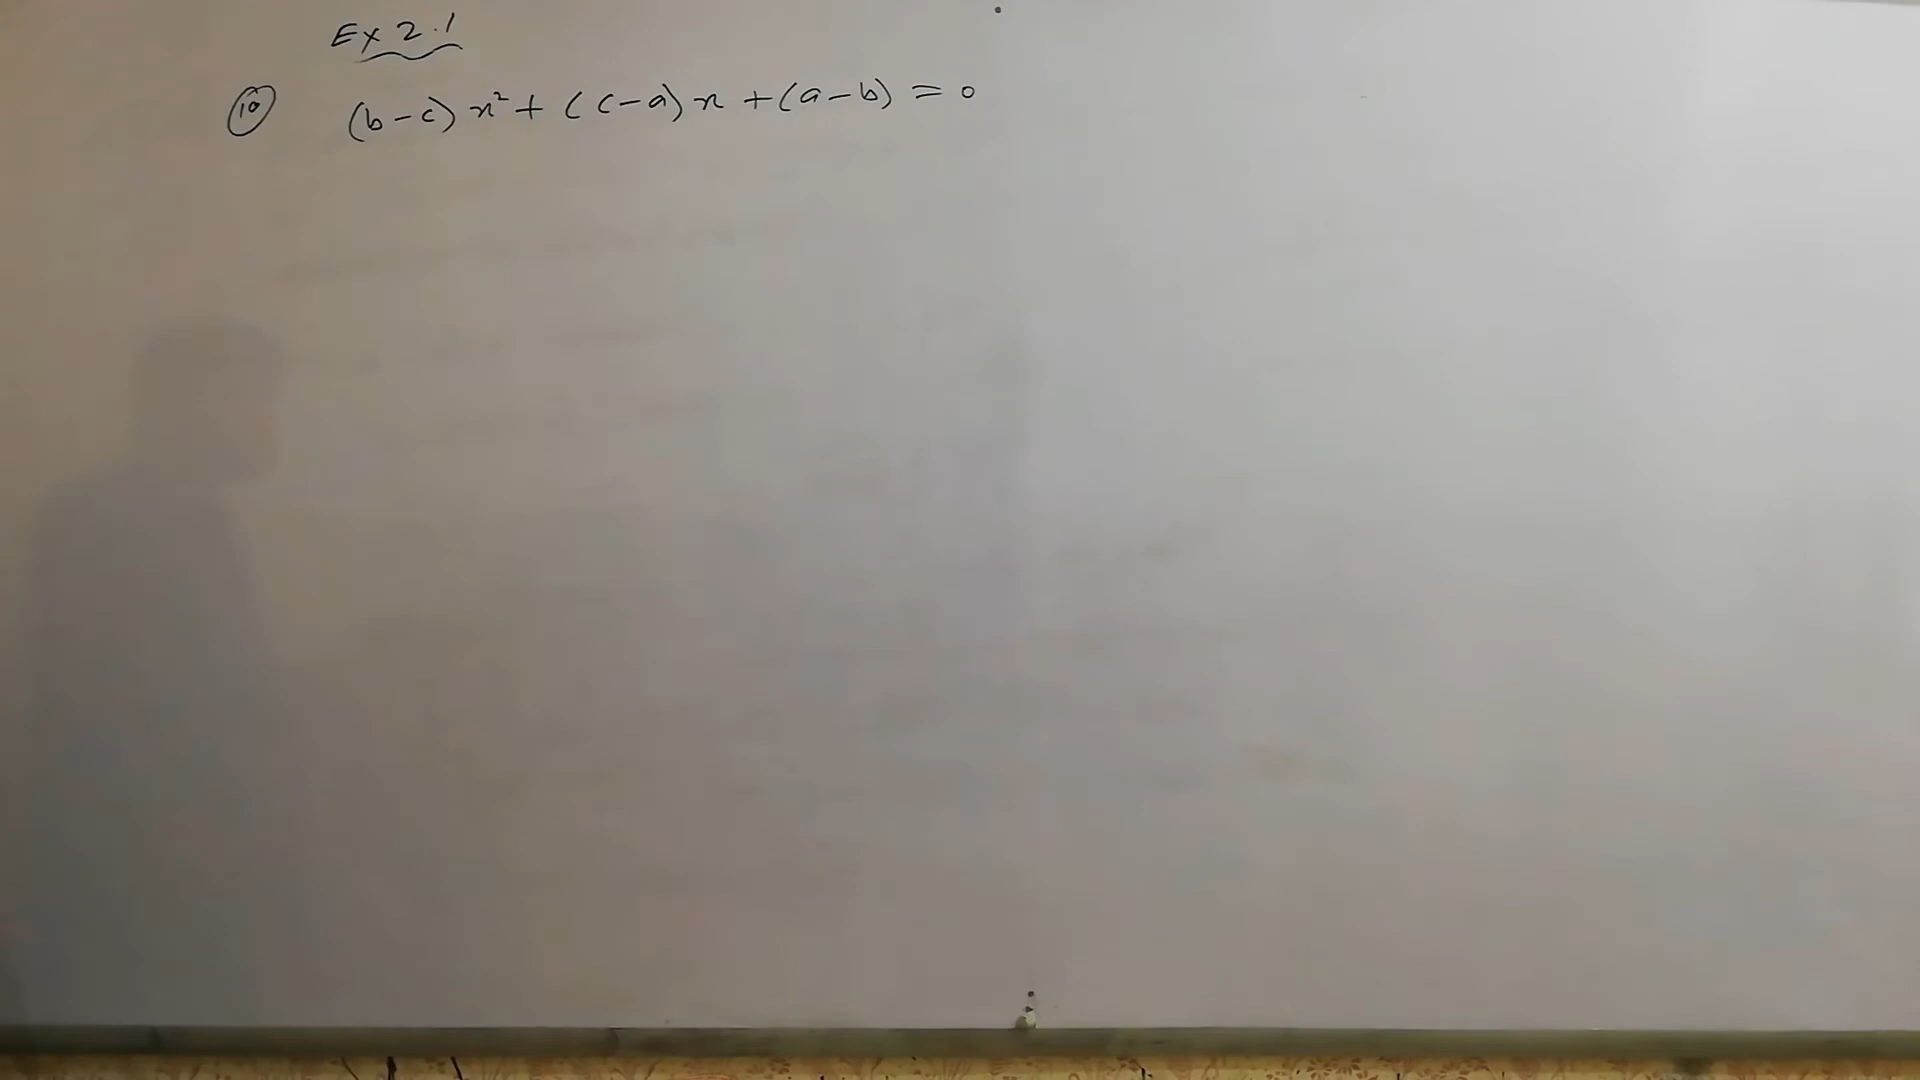 Ex 2.1
10 (b-c)x² + (c-a)x + (a-b) = 0